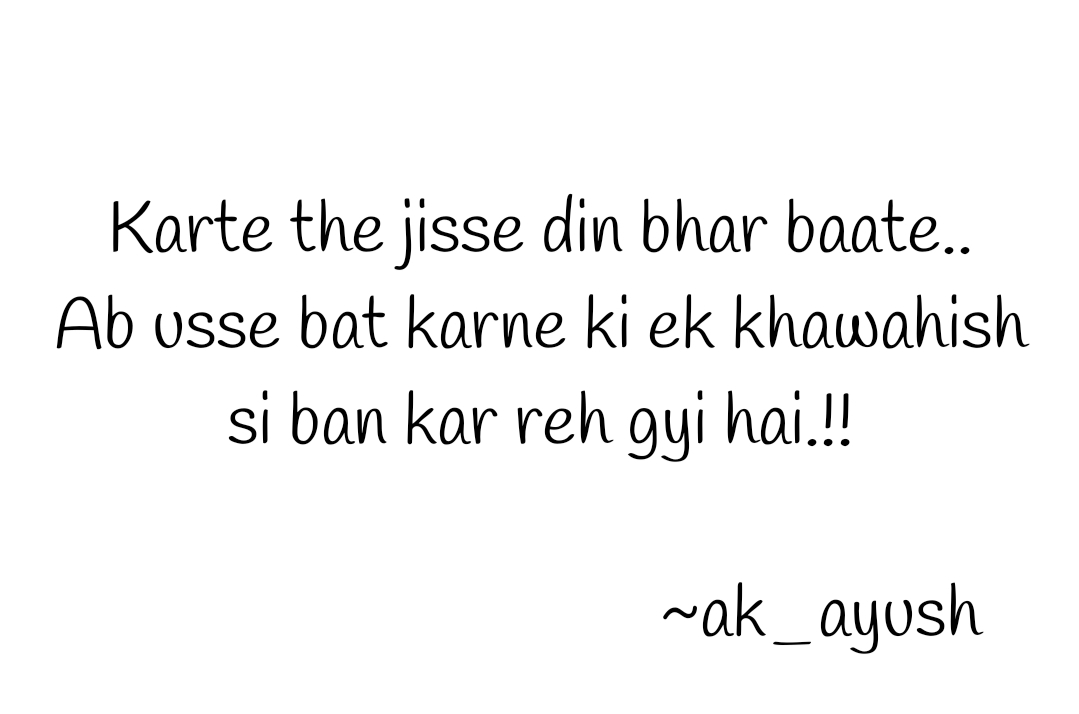 Karte the jisse din bhar baate..
Ab usse bat karne ki ek khawahish
si ban kar reh gyi hai.!!
~ak_ayush